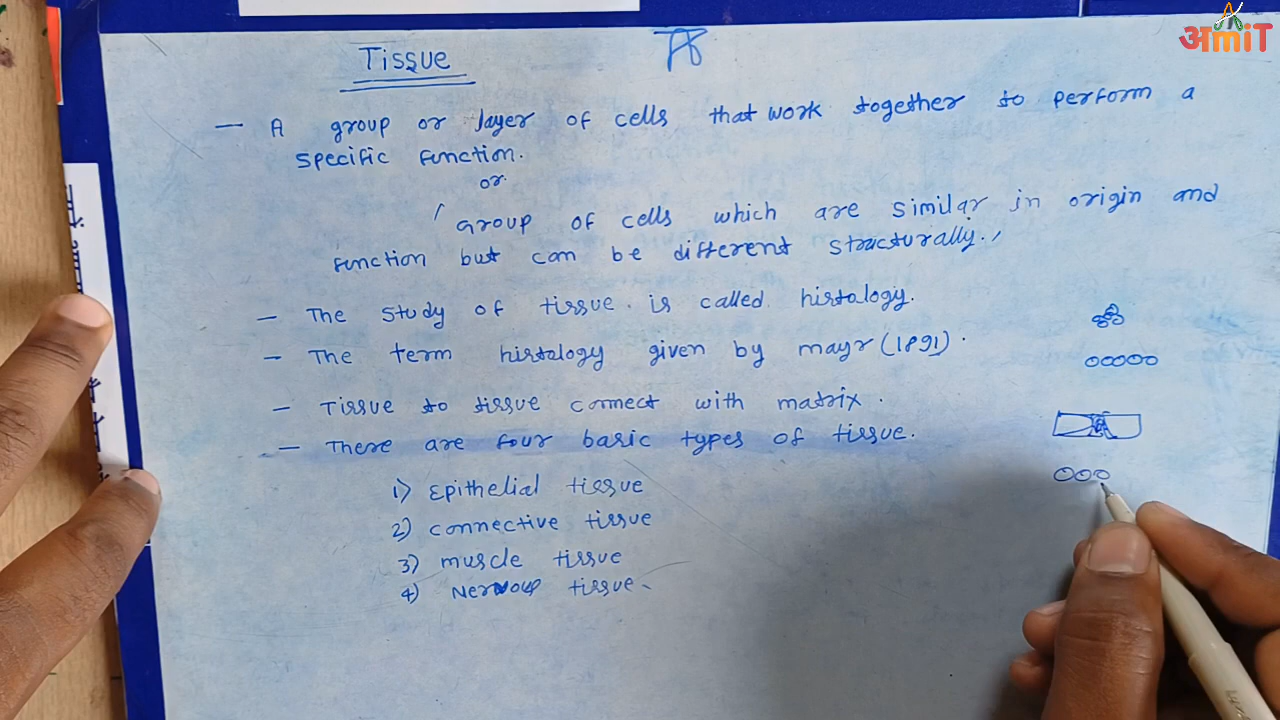 Tissue
अmiT
— A group or layer of cells that work together to perform a
specific function.
or.
group of cells which are similar in origin and
function but can be different structurally.
— The study of tissue is called histalogy.
— The term histalogy given by mayr (1891).
— Tissue to tissue connect with matrix.
— There are four basic types of tissue.
1) Epithelial tissue
2) connective tissue
3) muscle tissue
4) Nervous tissue